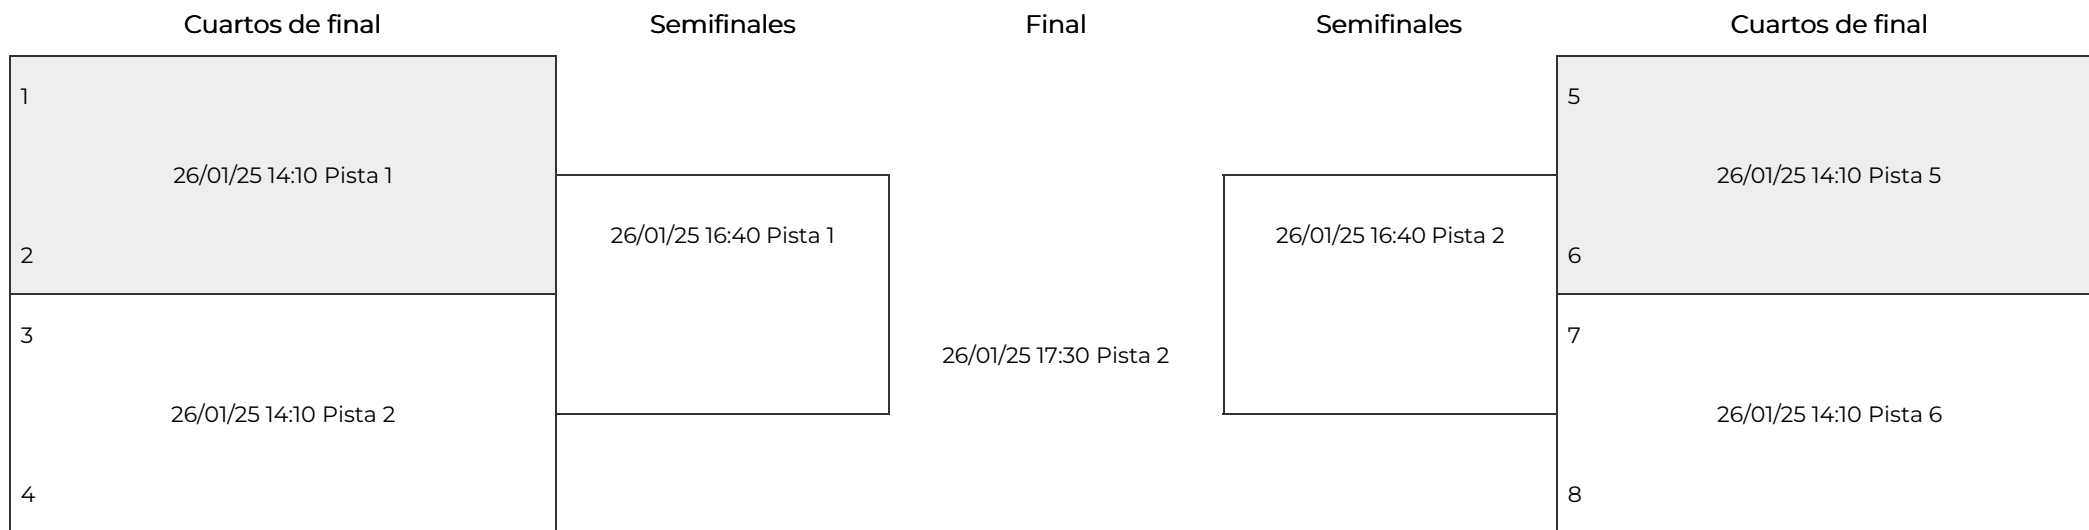 Cuartos de final
Semifinales
Final
Semifinales
Cuartos de final
1
26/01/25 14:10 Pista 1
2
3
26/01/25 14:10 Pista 2
4
26/01/25 16:40 Pista 1
26/01/25 17:30 Pista 2
26/01/25 16:40 Pista 2
5
26/01/25 14:10 Pista 5
6
7
26/01/25 14:10 Pista 6
8